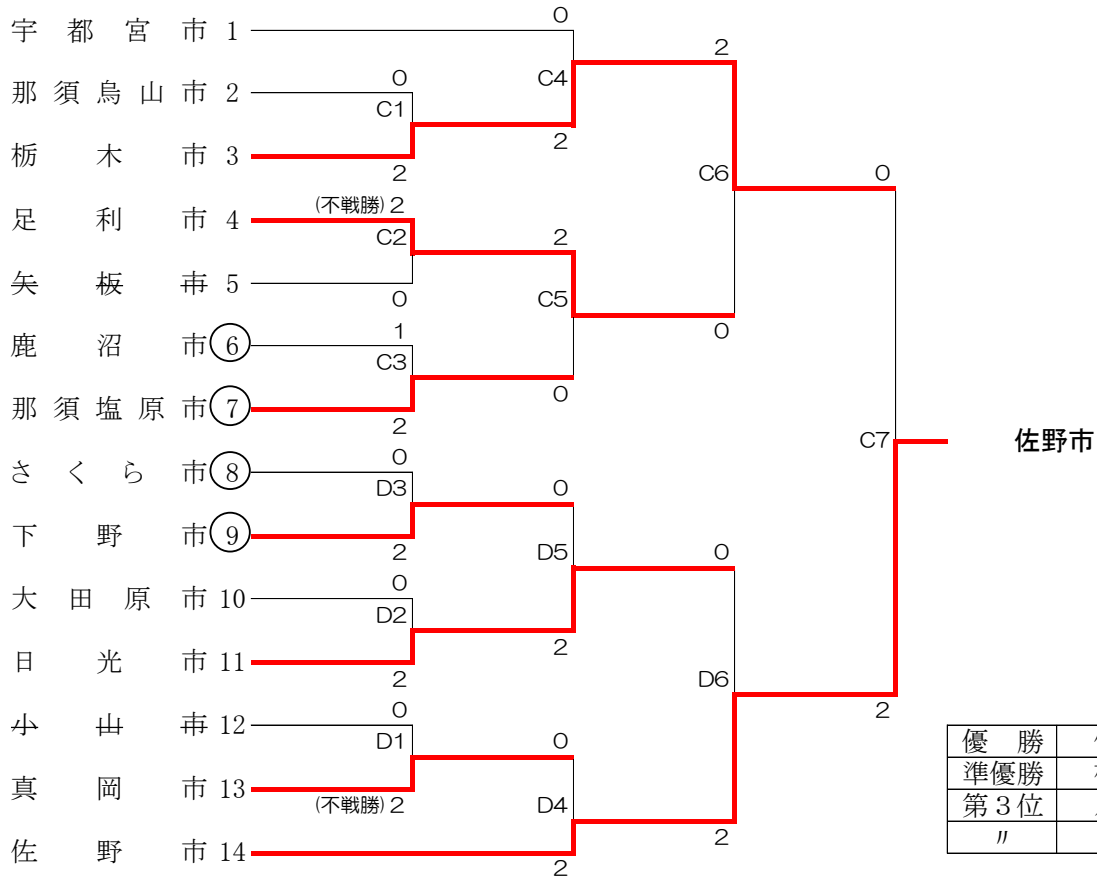 宇都宮市 1
0
2
那須烏山市 2
0
C1
C4
栃木市 3
2
2
C6
0
足利市 4
(不戦勝) 2
C2
2
矢板市 5
0
C5
0
鹿沼市 ⑥
1
C3
那須塩原市 ⑦
2
0
C7
佐野市
さくら市 ⑧
0
D3
0
下野市 ⑨
2
D5
0
大田原市 10
0
D2
日光市 11
2
2
D6
2
小山市 12
0
D1
0
真岡市 13
(不戦勝) 2
D4
2
佐野市 14
2
優勝
準優勝
第3位
〃